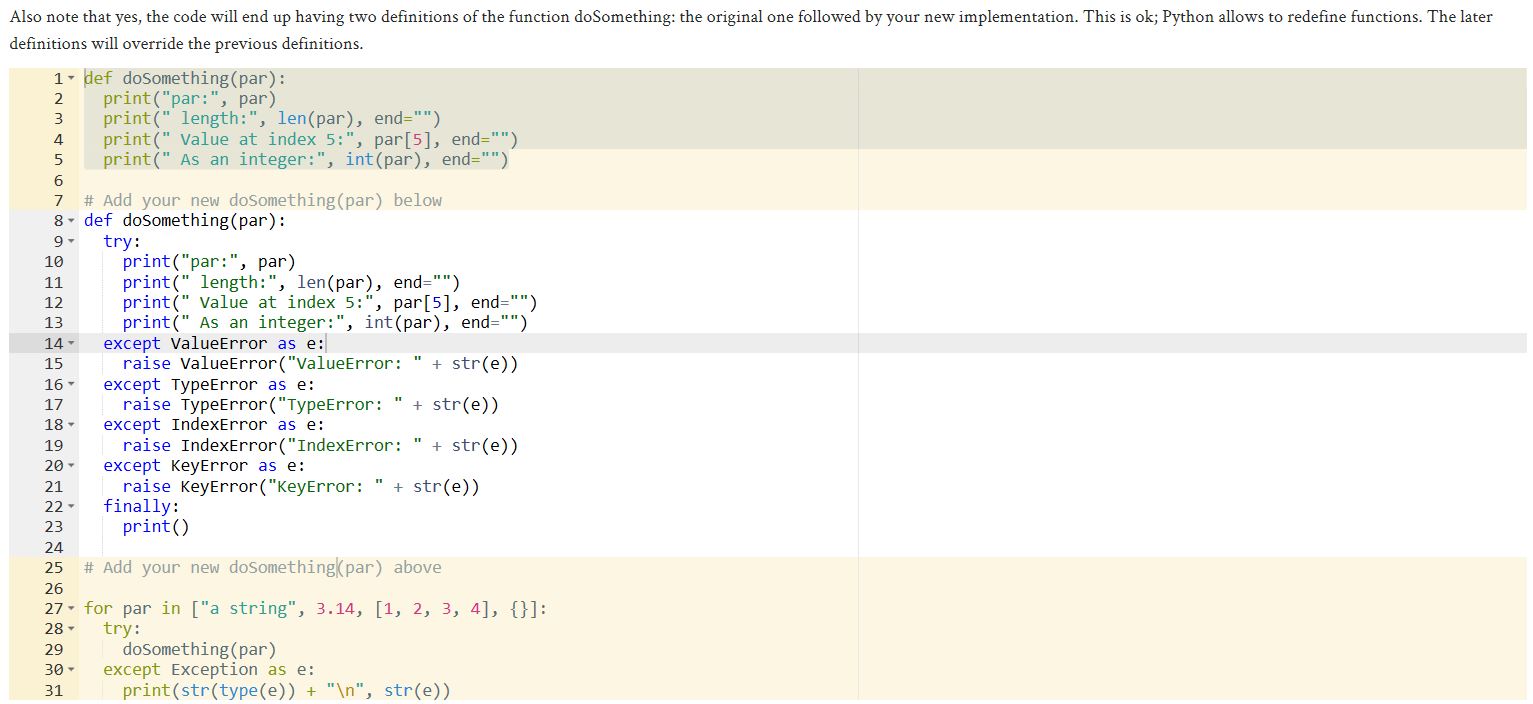 Also note that yes, the code will end up having two definitions of the function doSomething: the original one followed by your new implementation. This is ok; Python allows to redefine functions. The later
definitions will override the previous definitions.
1 def doSomething(par):
2   print("par:", par)
3   print(" length:", len(par), end="")
4   print(" Value at index 5:", par[5], end="")
5   print(" As an integer:", int(par), end="")
6
7 # Add your new doSomething(par) below
8 def doSomething(par):
9   try:
10     print("par:", par)
11     print(" length:", len(par), end="")
12     print(" Value at index 5:", par[5], end="")
13     print(" As an integer:", int(par), end="")
14   except ValueError as e:
15     raise ValueError("ValueError: " + str(e))
16   except TypeError as e:
17     raise TypeError("TypeError: " + str(e))
18   except IndexError as e:
19     raise IndexError("IndexError: " + str(e))
20   except KeyError as e:
21     raise KeyError("KeyError: " + str(e))
22   finally:
23     print()
24
25 # Add your new doSomething(par) above
26
27 for par in ["a string", 3.14, [1, 2, 3, 4], {}]:
28   try:
29     doSomething(par)
30   except Exception as e:
31     print(str(type(e)) + "\n", str(e))